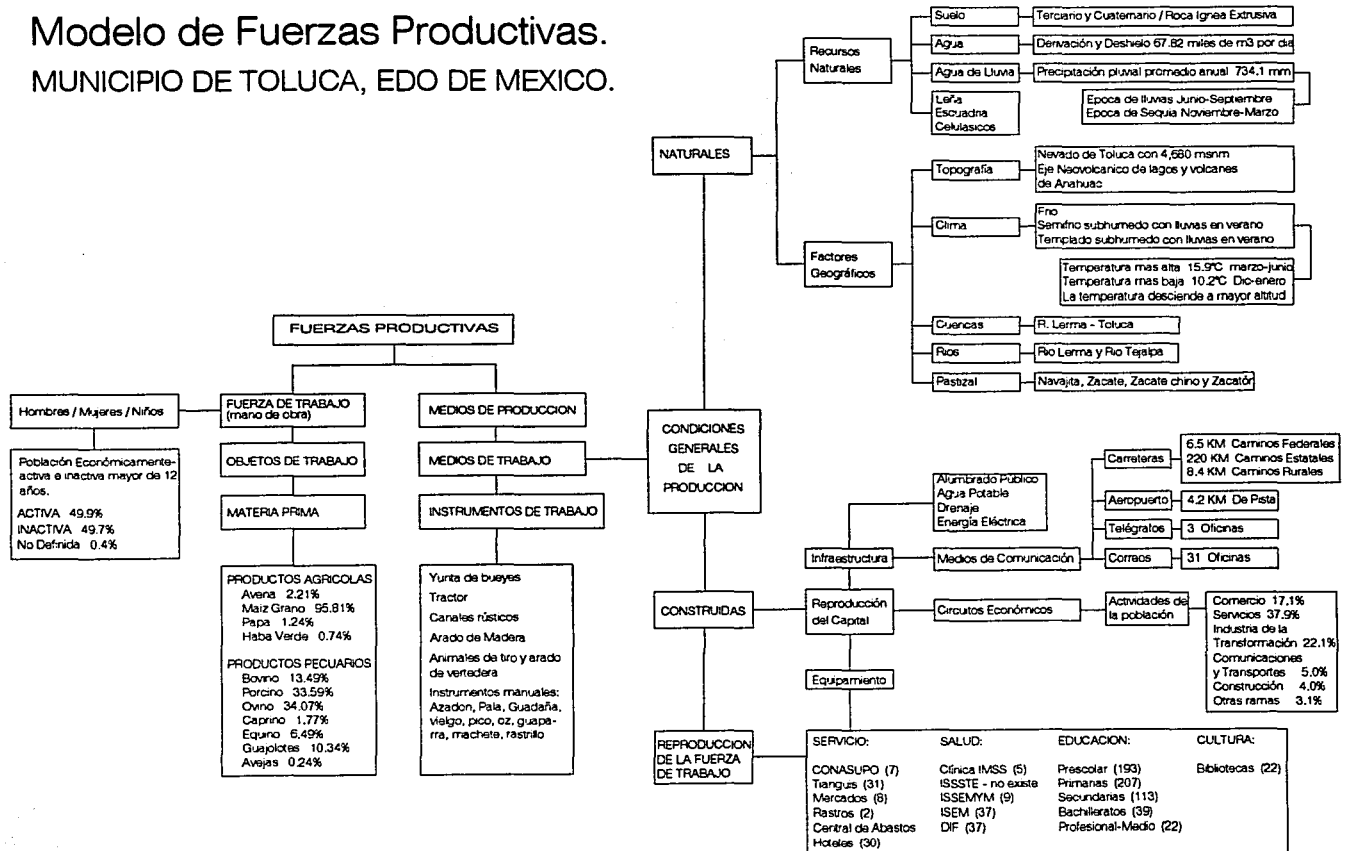 Modelo de Fuerzas Productivas.
MUNICIPIO DE TOLUCA, EDO DE MEXICO.
FUERZAS PRODUCTIVAS
Hombres / Mujeres / Niños
FUERZA DE TRABAJO
(mano de obra)
MEDIOS DE PRODUCCION
Población Económicamente-
activa e inactiva mayor de 12
años.
ACTIVA 49.9%
INACTIVA 49.7%
No Definida 0.4%
OBJETOS DE TRABAJO
MEDIOS DE TRABAJO
MATERIA PRIMA
INSTRUMENTOS DE TRABAJO
PRODUCTOS AGRICOLAS
Avena 2.21%
Maiz Grano 95.81%
Papa 1.24%
Haba Verde 0.74%
PRODUCTOS PECUARIOS
Bovino 13.49%
Porcino 33.59%
Ovino 34.07%
Caprino 1.77%
Equino 6.49%
Guajolotes 10.34%
Avejas 0.24%
Yunta de bueyes
Tractor
Canales rústicos
Arado de Madera
Animales de tiro y arado
de vertedera
Instrumentos manuales:
Azadon, Pala, Guadaña,
vielgo, pico, oz, guapa-
rra, machete, rastrillo
CONDICIONES
GENERALES
DE LA
PRODUCCION
NATURALES
Recursos
Naturales
Suelo
Terciario y Cuaternario / Roca Ignea Extrusiva
Agua
Derivación y Deshielo 67.82 miles de m3 por dia
Agua de Lluvia
Precipitación pluvial promedio anual 734.1 mm
Epoca de lluvias Junio-Septiembre
Epoca de Sequia Noviembre-Marzo
Leña
Escuadria
Celulasicos
Factores
Geográficos
Topografía
Nevado de Toluca con 4,680 msnm
Eje Neovolcanico de lagos y volcanes
de Anahuac
Clima
Frio
Semifrio subhumedo con lluvias en verano
Templado subhumedo con lluvias en verano
Temperatura mas alta 15.9°C marzo-junio
Temperatura mas baja 10.2°C Dic-enero
La temperatura desciende a mayor altitud
Cuencas
R. Lerma - Toluca
Rios
Rio Lerma y Rio Tejalpa
Pastizal
Navajita, Zacate, Zacate chino y Zacatón
CONSTRUIDAS
Alumbrado Público
Agua Potable
Drenaje
Energía Eléctrica
Infraestructura
Medios de Comunicación
Carreteras
6.5 KM Caminos Federales
220 KM Caminos Estatales
8.4 KM Caminos Rurales
Aeropuerto
4.2 KM De Pista
Telégrafos
3 Oficinas
Correos
31 Oficinas
Reproducción
del Capital
Circuitos Económicos
Actividades de
la población
Comercio 17.1%
Servicios 37.9%
Industria de la
Transformación 22.1%
Comunicaciones
y Transportes 5.0%
Construcción 4.0%
Otras ramas 3.1%
Equipamiento
REPRODUCCION
DE LA FUERZA
DE TRABAJO
SERVICIO:
CONASUPO (7)
Tianguis (31)
Mercados (8)
Rastros (2)
Central de Abastos
Hoteles (30)
SALUD:
Clínica IMSS (5)
ISSSTE - no existe
ISSEMYM (9)
ISEM (37)
DIF (37)
EDUCACION:
Prescolar (193)
Primarias (207)
Secundarias (113)
Bachilleratos (39)
Profesional-Medio (22)
CULTURA:
Bibliotecas (22)